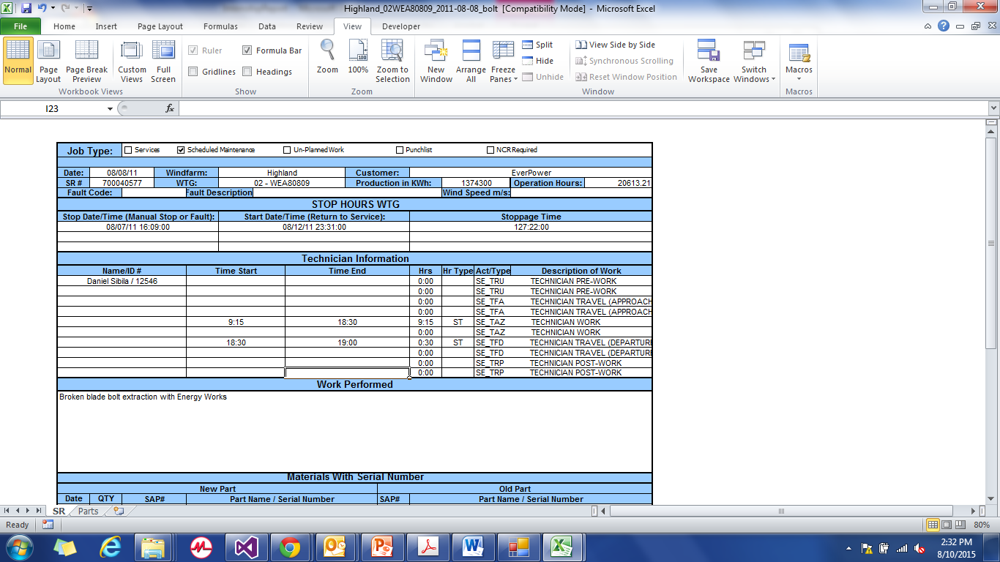 Highland_02WEA80809_2011-08-08_bolt [Compatibility Mode] - Microsoft Excel
File Home Insert Page Layout Formulas Data Review View Developer
Normal Page Layout Page Break Preview Custom Views Full Screen
Ruler Formula Bar
Gridlines Headings
Zoom 100% Zoom to Selection
New Window Arrange All Freeze Panes
Split
Hide
Unhide
View Side by Side
Synchronous Scrolling
Reset Window Position
Save Workspace Switch Windows Macros
Workbook Views Show Zoom Window Macros
I23 fx
Job Type: Services Scheduled Maintenance Un-Planned Work Punchlist NCR Required
Date: 08/08/11 Windfarm: Highland Customer: EverPower
SR # 700040577 WTG: 02 - WEA80809 Production in KWh: 1374300 Operation Hours: 20613.21
Fault Code: Fault Description Wind Speed m/s:
STOP HOURS WTG
Stop Date/Time (Manual Stop or Fault): Start Date/Time (Return to Service): Stoppage Time
08/07/11 16:09:00 08/12/11 23:31:00 127:22:00
Technician Information
Name/ID # Time Start Time End Hrs Hr Type Act/Type Description of Work
Daniel Sibila / 12546 0:00 SE_TRU TECHNICIAN PRE-WORK
0:00 SE_TRU TECHNICIAN PRE-WORK
0:00 SE_TFA TECHNICIAN TRAVEL (APPROACH
0:00 SE_TFA TECHNICIAN TRAVEL (APPROACH
9:15 18:30 9:15 ST SE_TAZ TECHNICIAN WORK
0:00 SE_TAZ TECHNICIAN WORK
18:30 19:00 0:30 ST SE_TFD TECHNICIAN TRAVEL (DEPARTURE
0:00 SE_TFD TECHNICIAN TRAVEL (DEPARTURE
0:00 SE_TRP TECHNICIAN POST-WORK
0:00 SE_TRP TECHNICIAN POST-WORK
Work Performed
Broken blade bolt extraction with Energy Works
Materials With Serial Number
New Part Old Part
Date QTY SAP# Part Name / Serial Number SAP# Part Name / Serial Number
SR Parts
Ready 80%
2:32 PM
8/10/2015